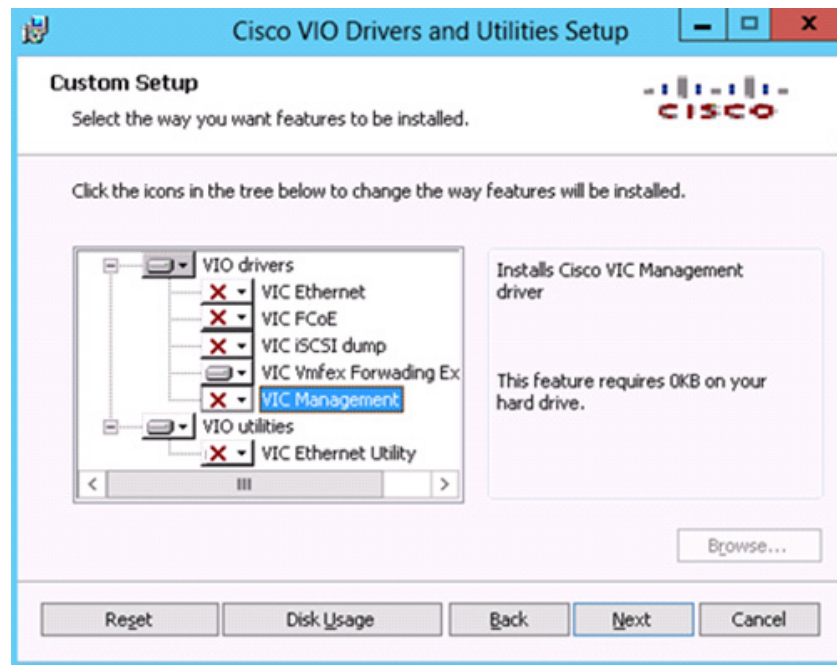 Cisco VIO Drivers and Utilities Setup
Custom Setup
Select the way you want features to be installed.
CISCO
Click the icons in the tree below to change the way features will be installed.
VIO drivers
VIC Ethernet
VIC FCoE
VIC iSCSI dump
VIC Vmfex Forwading Ex
VIC Management
VIO utilities
VIC Ethernet Utility
Installs Cisco VIC Management
driver
This feature requires 0KB on your
hard drive.
Browse...
Reset
Disk Usage
Back
Next
Cancel